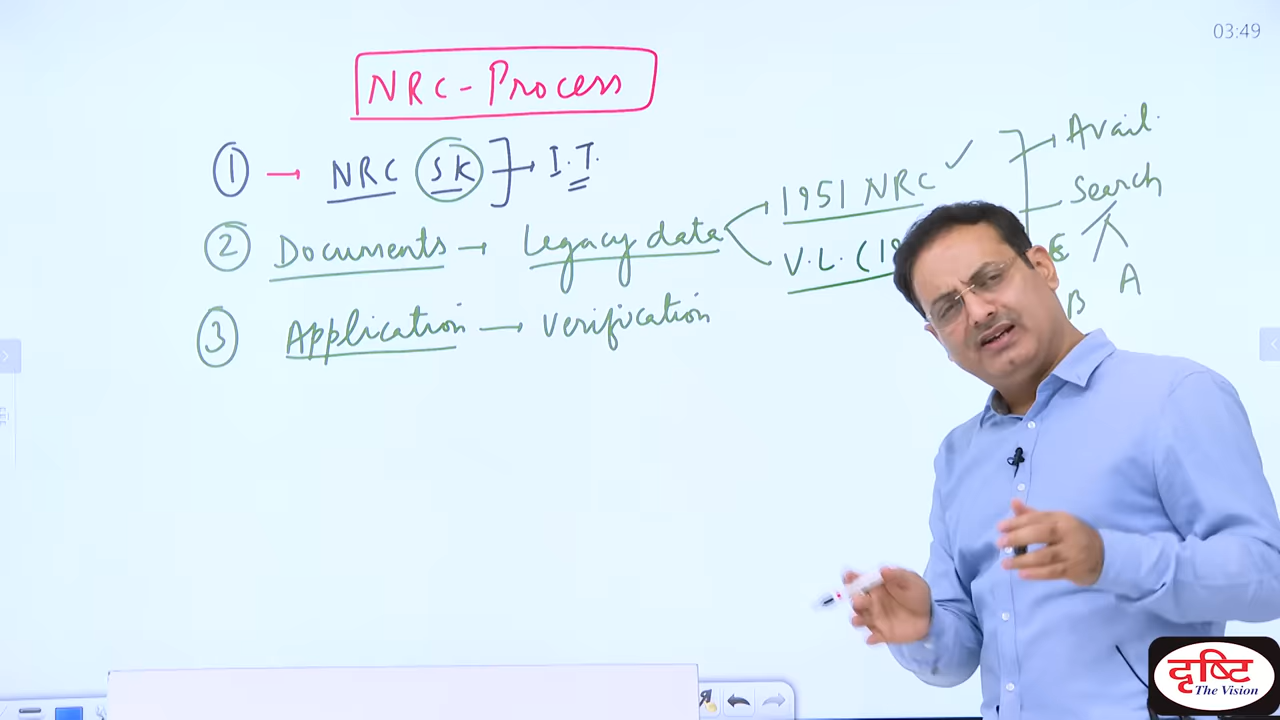 03:49
NRC - Process
① → NRC SK → I.T.
② Documents → Legacy data
1951 NRC ✓
V.L. (19
Avail.
Search
B A
③ Application → Verification
दृष्टि
The Vision